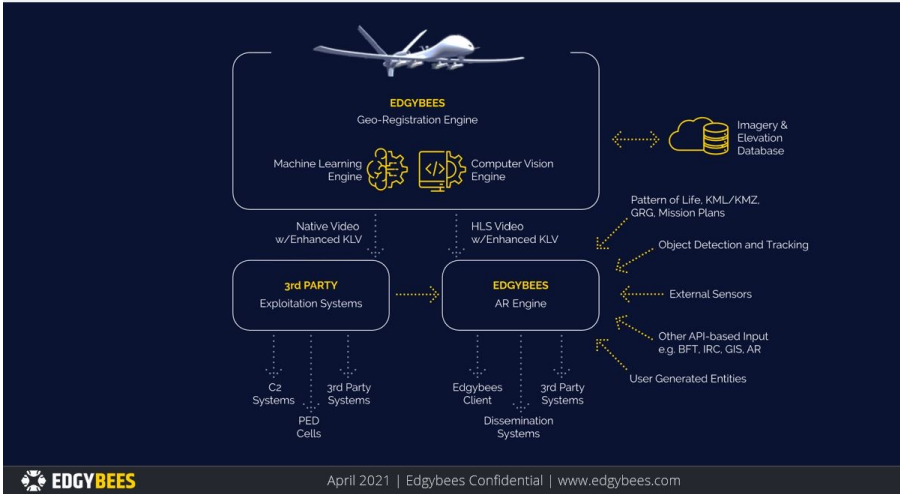 EDGYBEES
Geo-Registration Engine
Machine Learning
Engine
</>
Computer Vision
Engine
Imagery &
Elevation
Database
Native Video
w/Enhanced KLV
HLS Video
w/Enhanced KLV
Pattern of Life, KML/KMZ,
GRG, Mission Plans
Object Detection and Tracking
External Sensors
Other API-based Input
e.g. BFT, IRC, GIS, AR
User Generated Entities
3rd PARTY
Exploitation Systems
EDGYBEES
AR Engine
C2
Systems
PED
Cells
3rd Party
Systems
Edgybees
Client
Dissemination
Systems
3rd Party
Systems
EDGYBEES
April 2021 | Edgybees Confidential | www.edgybees.com